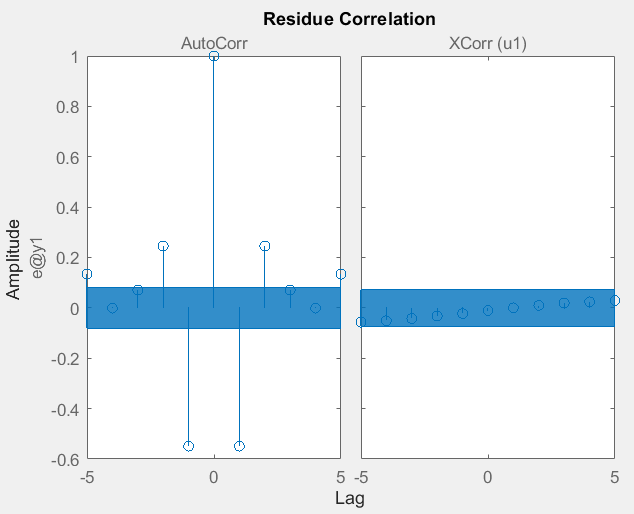 Residue Correlation
AutoCorr
XCorr (u1)
Amplitude
e@y1
1
0.8
0.6
0.4
0.2
0
-0.2
-0.4
-0.6
-5
0
5
-5
0
5
Lag